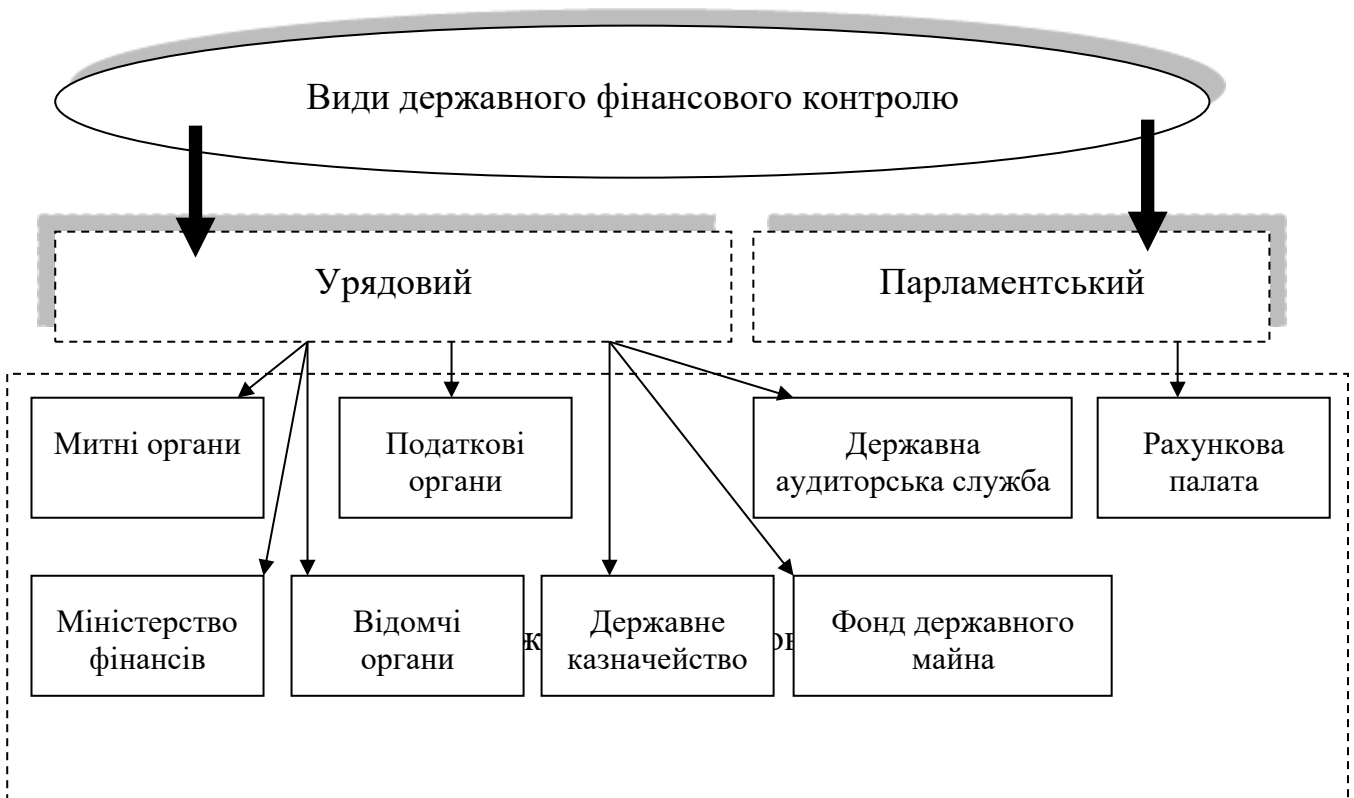 Види державного фінансового контролю
Урядовий
Парламентський
Митні органи
Податкові
органи
Державна
аудиторська служба
Рахункова
палата
Міністерство
фінансів
Відомчі
органи
Державне
казначейство
Фонд державного
майна